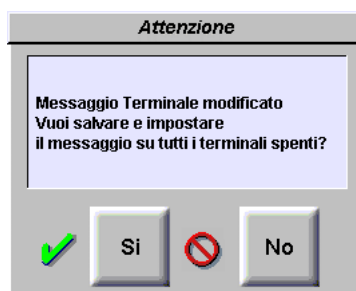 Attenzione
Messaggio Terminale modificato
Vuoi salvare e impostare
il messaggio su tutti i terminali spenti?
Si
No